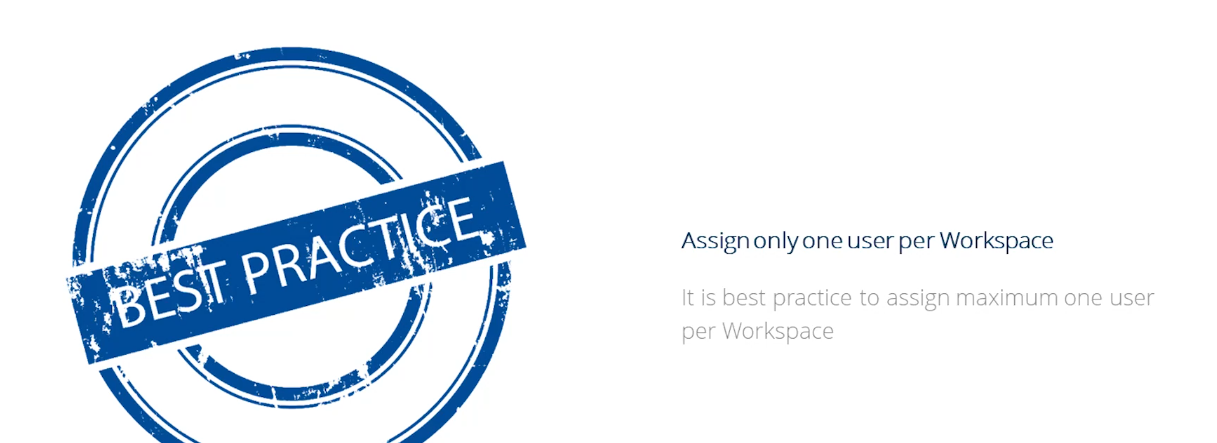 BEST PRACTICE
Assign only one user per Workspace
It is best practice to assign maximum one user
per Workspace